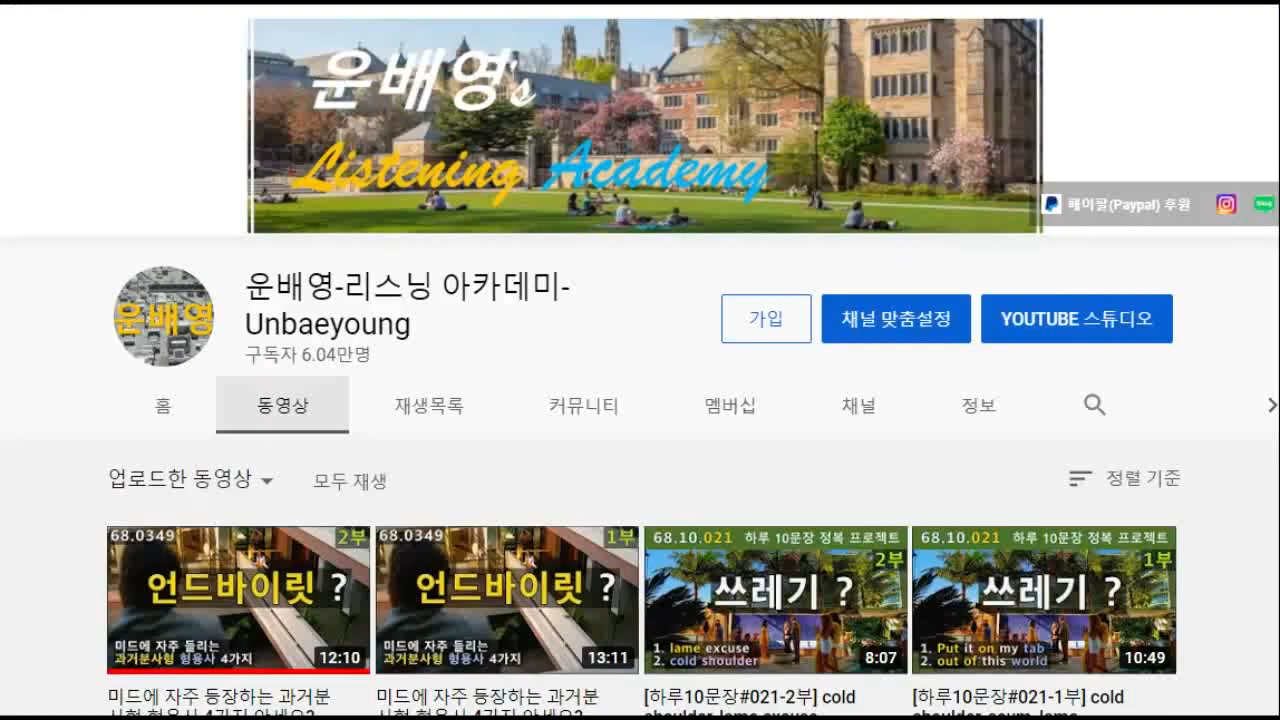 운배영's
Listening Academy
페이팔(Paypal) 후원
운배영
운배영-리스닝 아카데미-
Unbaeyoung
구독자 6.04만명
가입
채널 맞춤설정
YOUTUBE 스튜디오
홈
동영상
재생목록
커뮤니티
멤버십
채널
정보
업로드한 동영상
모두 재생
정렬 기준
68.0349
2부
언드바이릿 ?
미드에 자주 들리는
과거분사형 형용사 4가지
12:10
68.0349
1부
언드바이릿 ?
미드에 자주 들리는
과거분사형 형용사 4가지
13:11
68.10.021 하루 10문장 정복 프로젝트
2부
쓰레기 ?
1. lame excuse
2. cold shoulder
8:07
68.10.021 하루 10문장 정복 프로젝트
1부
쓰레기 ?
1. Put it on my tab
2. out of this world
10:49
미드에 자주 등장하는 과거분
미드에 자주 등장하는 과거분
[하루10문장#021-2부] cold
[하루10문장#021-1부] cold